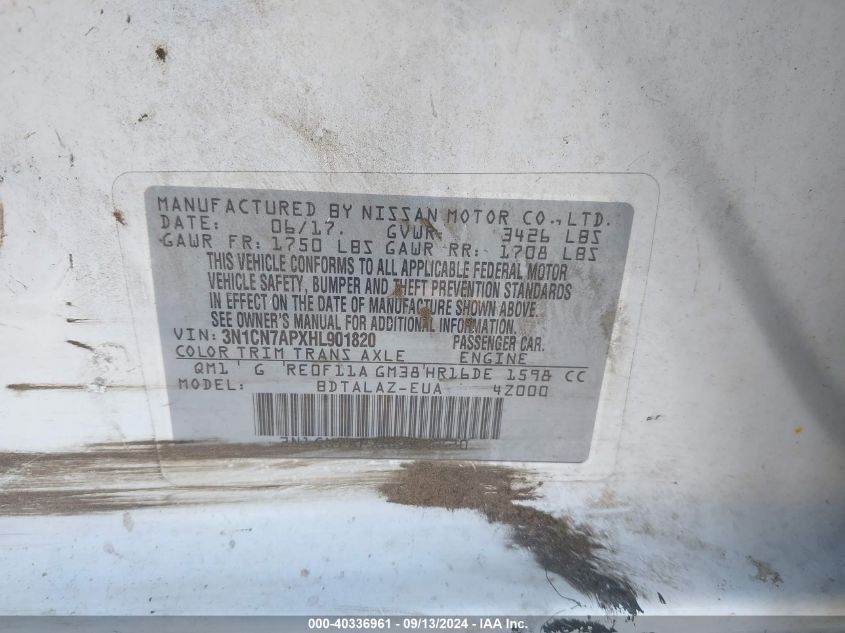 MANUFACTURED BY NISSAN MOTOR CO., LTD.
DATE: 06/17. GVWR: 3426 LBS
GAWR FR: 1750 LBS GAWR RR: 1708 LBS
THIS VEHICLE CONFORMS TO ALL APPLICABLE FEDERAL MOTOR
VEHICLE SAFETY, BUMPER AND THEFT PREVENTION STANDARDS
IN EFFECT ON THE DATE OF MANUFACTURE SHOWN ABOVE.
SEE OWNER'S MANUAL FOR ADDITIONAL INFORMATION.
VIN: 3N1CN7APXHL901820 PASSENGER CAR.
COLOR TRIM TRANS AXLE ENGINE
QM1 G RE0F11A GM38 HR16DE 1598 CC
MODEL: BDTALAZ-EUA 4Z000
000-40336961 - 09/13/2024 - IAA Inc.